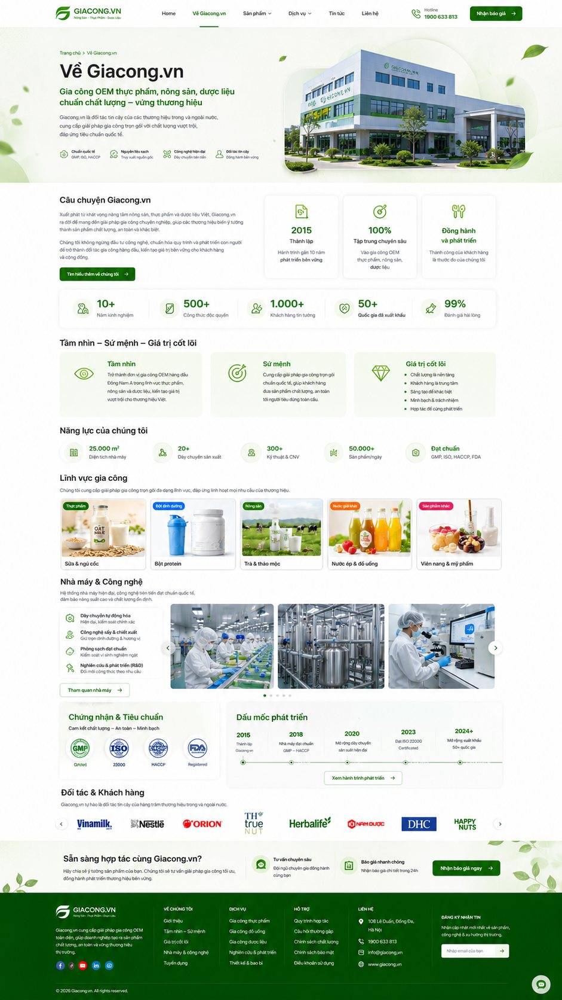 GIACONG.VN
Nông Sản - Thực Phẩm - Dược Liệu
Home
Về Giacong.vn
Sản phẩm
Dịch vụ
Tin tức
Liên hệ
Hotline
1900 633 813
Nhận báo giá
Trang chủ > Về Giacong.vn
Về Giacong.vn
Gia công OEM thực phẩm, nông sản, dược liệu
chuẩn chất lượng – vững thương hiệu
Giacong.vn là đối tác tin cậy của các thương hiệu trong và ngoài nước,
cung cấp giải pháp gia công trọn gói với chất lượng vượt trội,
đáp ứng tiêu chuẩn quốc tế.
Chuẩn quốc tế
GMP, ISO, HACCP
Nguyên liệu sạch
Truy xuất nguồn gốc
Công nghệ hiện đại
Dây chuyền tiên tiến
Đối tác tin cậy
Đồng hành bền vững
Câu chuyện Giacong.vn
Xuất phát từ khát vọng nâng tầm nông sản, thực phẩm và dược liệu Việt, Giacong.vn
ra đời để mang đến giải pháp gia công chuyên nghiệp, giúp các thương hiệu biến ý tưởng
thành sản phẩm chất lượng, an toàn và khác biệt.
Chúng tôi không ngừng đầu tư công nghệ, chuẩn hóa quy trình và phát triển con người
để trở thành đối tác gia công hàng đầu, kiến tạo giá trị bền vững cho khách hàng
và cộng đồng.
Tìm hiểu thêm về chúng tôi
2015
Thành lập
Hành trình gần 10 năm
phát triển bền vững
100%
Tập trung chuyên sâu
Vào gia công OEM
thực phẩm, nông sản,
dược liệu
Đồng hành
và phát triển
Thành công của khách hàng
là thước đo của chúng tôi
10+
Năm kinh nghiệm
500+
Công thức độc quyền
1.000+
Khách hàng tin tưởng
50+
Quốc gia đã xuất khẩu
99%
Đánh giá hài lòng
Tầm nhìn – Sứ mệnh – Giá trị cốt lõi
Tầm nhìn
Trở thành đơn vị gia công OEM hàng đầu
Đông Nam Á trong lĩnh vực thực phẩm,
nông sản và dược liệu, kiến tạo giá trị
vượt trội cho thương hiệu Việt.
Sứ mệnh
Cung cấp giải pháp gia công trọn gói
chuẩn quốc tế, giúp khách hàng
đưa sản phẩm chất lượng, an toàn
tới người tiêu dùng toàn cầu.
Giá trị cốt lõi
Chất lượng là nền tảng
Khách hàng là trung tâm
Sáng tạo để khác biệt
Minh bạch & trách nhiệm
Hợp tác để cùng phát triển
Năng lực của chúng tôi
25.000 m²
Diện tích nhà máy
20+
Dây chuyền sản xuất
300+
Kỹ thuật & CNV
50.000+
Sản phẩm/ngày
Đạt chuẩn
GMP, ISO, HACCP, FDA
Lĩnh vực gia công
Chúng tôi cung cấp giải pháp gia công trọn gói đa dạng lĩnh vực, đáp ứng linh hoạt mọi nhu cầu của thương hiệu.
Thực phẩm
OAT
MILK
Sữa & ngũ cốc
Bột dinh dưỡng
Bột protein
Nông sản
Trà & thảo mộc
Nước giải khát
Nước ép & đồ uống
Sản phẩm khác
Viên nang & mỹ phẩm
Nhà máy & Công nghệ
Hệ thống nhà máy hiện đại, công nghệ tiên tiến đạt chuẩn quốc tế,
đảm bảo năng suất cao và chất lượng ổn định.
Dây chuyền tự động hóa
Hiện đại, kiểm soát chính xác
Công nghệ sấy & chiết xuất
Giữ trọn dinh dưỡng & hương vị
Phòng sạch đạt chuẩn
Kiểm soát vi sinh nghiêm ngặt
Nghiên cứu & phát triển (R&D)
Đổi mới công thức theo nhu cầu
Tham quan nhà máy
Chứng nhận & Tiêu chuẩn
Cam kết chất lượng – An toàn – Minh bạch
GMP
ISO
22000
HACCP
HACCP
FDA
Registered
Dấu mốc phát triển
2015
Thành lập
Giacong.vn
2018
Nhà máy đạt chuẩn
GMP – HACCP
2020
Mở rộng dây chuyền
sản xuất hiện đại
2023
Đạt ISO 22000
Certificated
2024+
Mở rộng xuất khẩu
50+ quốc gia
Xem hành trình phát triển
Đối tác & Khách hàng
Giacong.vn tự hào là đối tác tin cậy của hàng trăm thương hiệu trong và ngoài nước.
Vinamilk
Nestlé
ORION
TH
true
NUT
Herbalife
NAM DƯỢC
DHC
HAPPY
NUTS
Sẵn sàng hợp tác cùng Giacong.vn?
Hãy chia sẻ ý tưởng sản phẩm của bạn. Chúng tôi sẽ tư vấn giải pháp gia công tối ưu,
đồng hành phát triển thương hiệu bền vững.
Tư vấn chuyên sâu
Đội ngũ chuyên gia đồng hành
cùng bạn
Báo giá nhanh chóng
Nhận báo giá chi tiết trong 24h
Nhận báo giá ngay
GIACONG.VN
Nông Sản - Thực Phẩm - Dược Liệu
Giacong.vn cung cấp giải pháp gia công OEM
toàn diện, giúp doanh nghiệp tạo ra sản phẩm
chất lượng, an toàn và vững thương hiệu
thị trường.
VỀ CHÚNG TÔI
Giới thiệu
Tầm nhìn – Sứ mệnh
Giá trị cốt lõi
Nhà máy & công nghệ
Tuyển dụng
DỊCH VỤ
Gia công thực phẩm
Gia công đồ uống
Gia công dược liệu
Nghiên cứu & phát triển
Thiết kế & bao bì
HỖ TRỢ
Quy trình hợp tác
Câu hỏi thường gặp
Chính sách chất lượng
Chính sách bảo mật
Điều khoản sử dụng
LIÊN HỆ
108 Lê Duẩn, Đống Đa,
Hà Nội
1900 633 813
info@giacong.vn
www.giacong.vn
ĐĂNG KÝ NHẬN TIN
Nhận cập nhật mới nhất về sản phẩm,
công nghệ & xu hướng thị trường.
Nhập email của bạn
© 2026 Giacong.vn. All rights reserved.